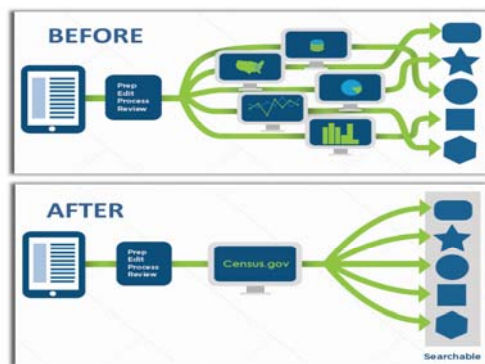 BEFORE
Prep
Edit
Process
Review
AFTER
Prep
Edit
Process
Review
Census.gov
Searchable